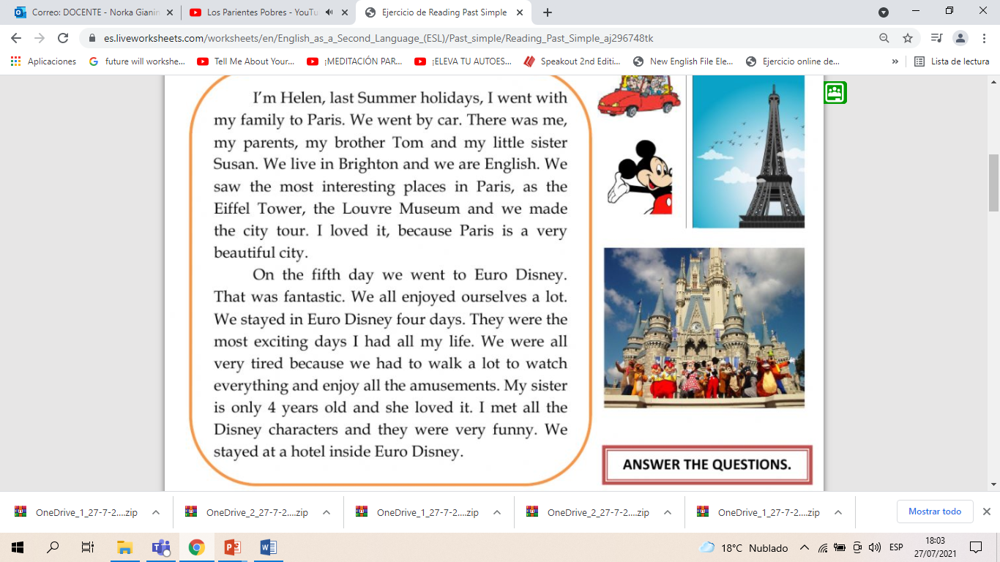 Correo: DOCENTE - Norka Gianin
Los Parientes Pobres - YouTu
Ejercicio de Reading Past Simple
es.liveworksheets.com/worksheets/en/English_as_a_Second_Language_(ESL)/Past_simple/Reading_Past_Simple_aj296748tk
Aplicaciones
future will workshe...
Tell Me About Your...
¡MEDITACIÓN PAR...
¡ELEVA TU AUTOES...
Speakout 2nd Editi...
New English File Ele...
Ejercicio online de...
»
Lista de lectura
I'm Helen, last Summer holidays, I went with
my family to Paris. We went by car. There was me,
my parents, my brother Tom and my little sister
Susan. We live in Brighton and we are English. We
saw the most interesting places in Paris, as the
Eiffel Tower, the Louvre Museum and we made
the city tour. I loved it, because Paris is a very
beautiful city.
On the fifth day we went to Euro Disney.
That was fantastic. We all enjoyed ourselves a lot.
We stayed in Euro Disney four days. They were the
most exciting days I had all my life. We were all
very tired because we had to walk a lot to watch
everything and enjoy all the amusements. My sister
is only 4 years old and she loved it. I met all the
Disney characters and they were very funny. We
stayed at a hotel inside Euro Disney.
ANSWER THE QUESTIONS.
OneDrive_1_27-7-2....zip
OneDrive_2_27-7-2....zip
OneDrive_1_27-7-2....zip
OneDrive_2_27-7-2....zip
OneDrive_1_27-7-2....zip
Mostrar todo
18°C Nublado
ESP
18:03
27/07/2021